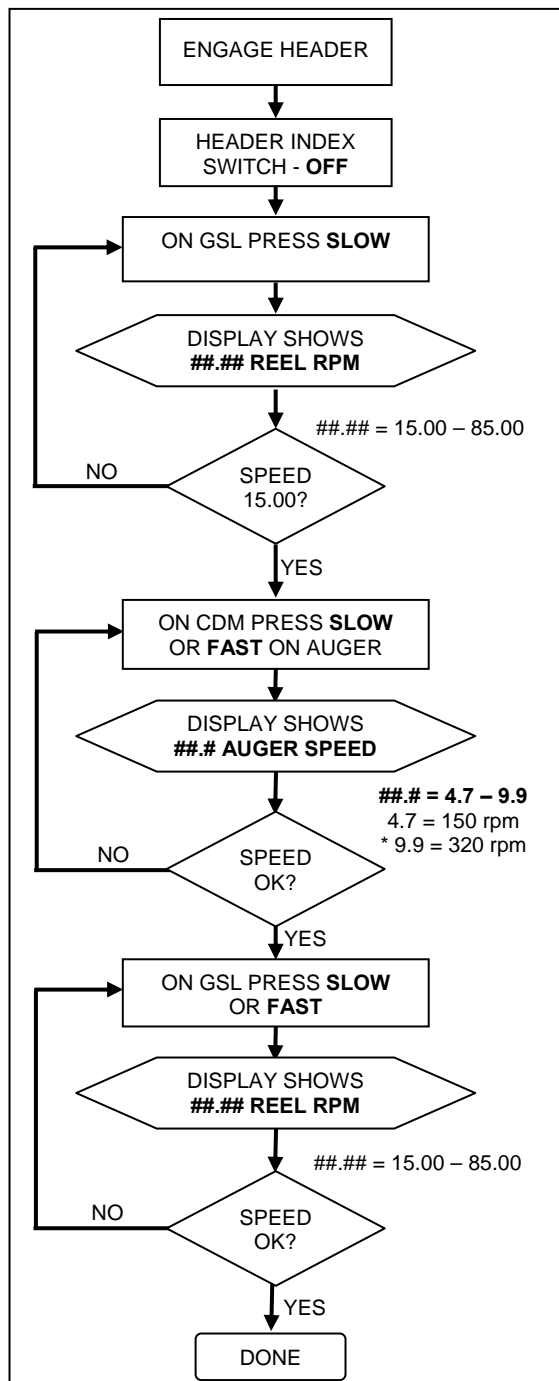 ENGAGE HEADER
HEADER INDEX
SWITCH - OFF
ON GSL PRESS SLOW
DISPLAY SHOWS
##.## REEL RPM
##.## = 15.00 – 85.00
NO
SPEED
15.00?
YES
ON CDM PRESS SLOW
OR FAST ON AUGER
DISPLAY SHOWS
##.# AUGER SPEED
##.# = 4.7 – 9.9
4.7 = 150 rpm
* 9.9 = 320 rpm
NO
SPEED
OK?
YES
ON GSL PRESS SLOW
OR FAST
DISPLAY SHOWS
##.## REEL RPM
##.## = 15.00 – 85.00
NO
SPEED
OK?
YES
DONE